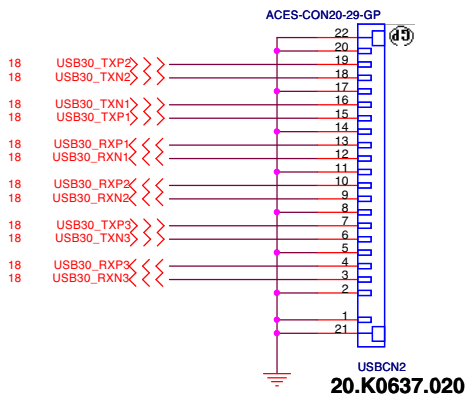 ACES-CON20-29-GP
22
20
18 USB30_TXP2 19
18 USB30_TXN2 18
17
18 USB30_TXN1 16
18 USB30_TXP1 15
14
18 USB30_RXP1 13
18 USB30_RXN1 12
11
18 USB30_RXP2 10
18 USB30_RXN2 9
8
18 USB30_TXP3 7
18 USB30_TXN3 6
5
18 USB30_RXP3 4
18 USB30_RXN3 3
2
1
21
GP
USBCN2
20.K0637.020